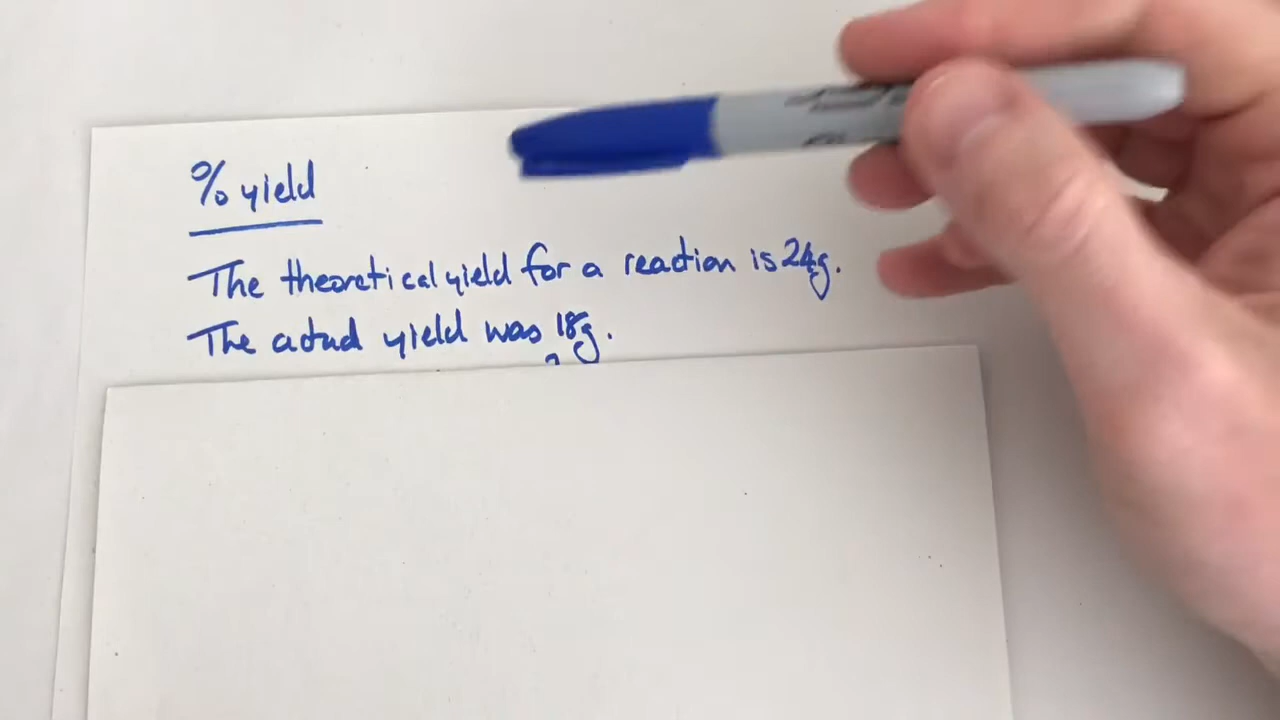 % yield
The theoretical yield for a reaction is 24g.
The actual yield was 18g.